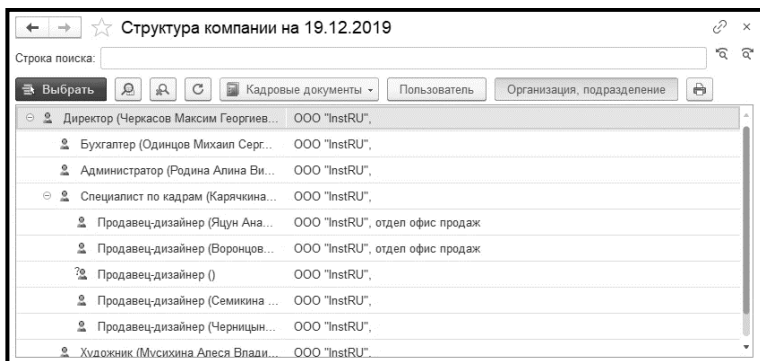 Структура компании на 19.12.2019
Строка поиска:
Выбрать Кадровые документы Пользователь Организация, подразделение
Директор (Черкасов Максим Георгиев... ООО "InstRU",
Бухгалтер (Одинцов Михаил Серг... ООО "InstRU",
Администратор (Родина Алина Ви... ООО "InstRU",
Специалист по кадрам (Карячкина... ООО "InstRU",
Продавец-дизайнер (Яцун Ана... ООО "InstRU", отдел офис продаж
Продавец-дизайнер (Воронцов... ООО "InstRU", отдел офис продаж
Продавец-дизайнер () ООО "InstRU",
Продавец-дизайнер (Семикина ... ООО "InstRU",
Продавец-дизайнер (Черницын... ООО "InstRU",
Художник (Мусихина Алеся Влади... ООО "InstRU",